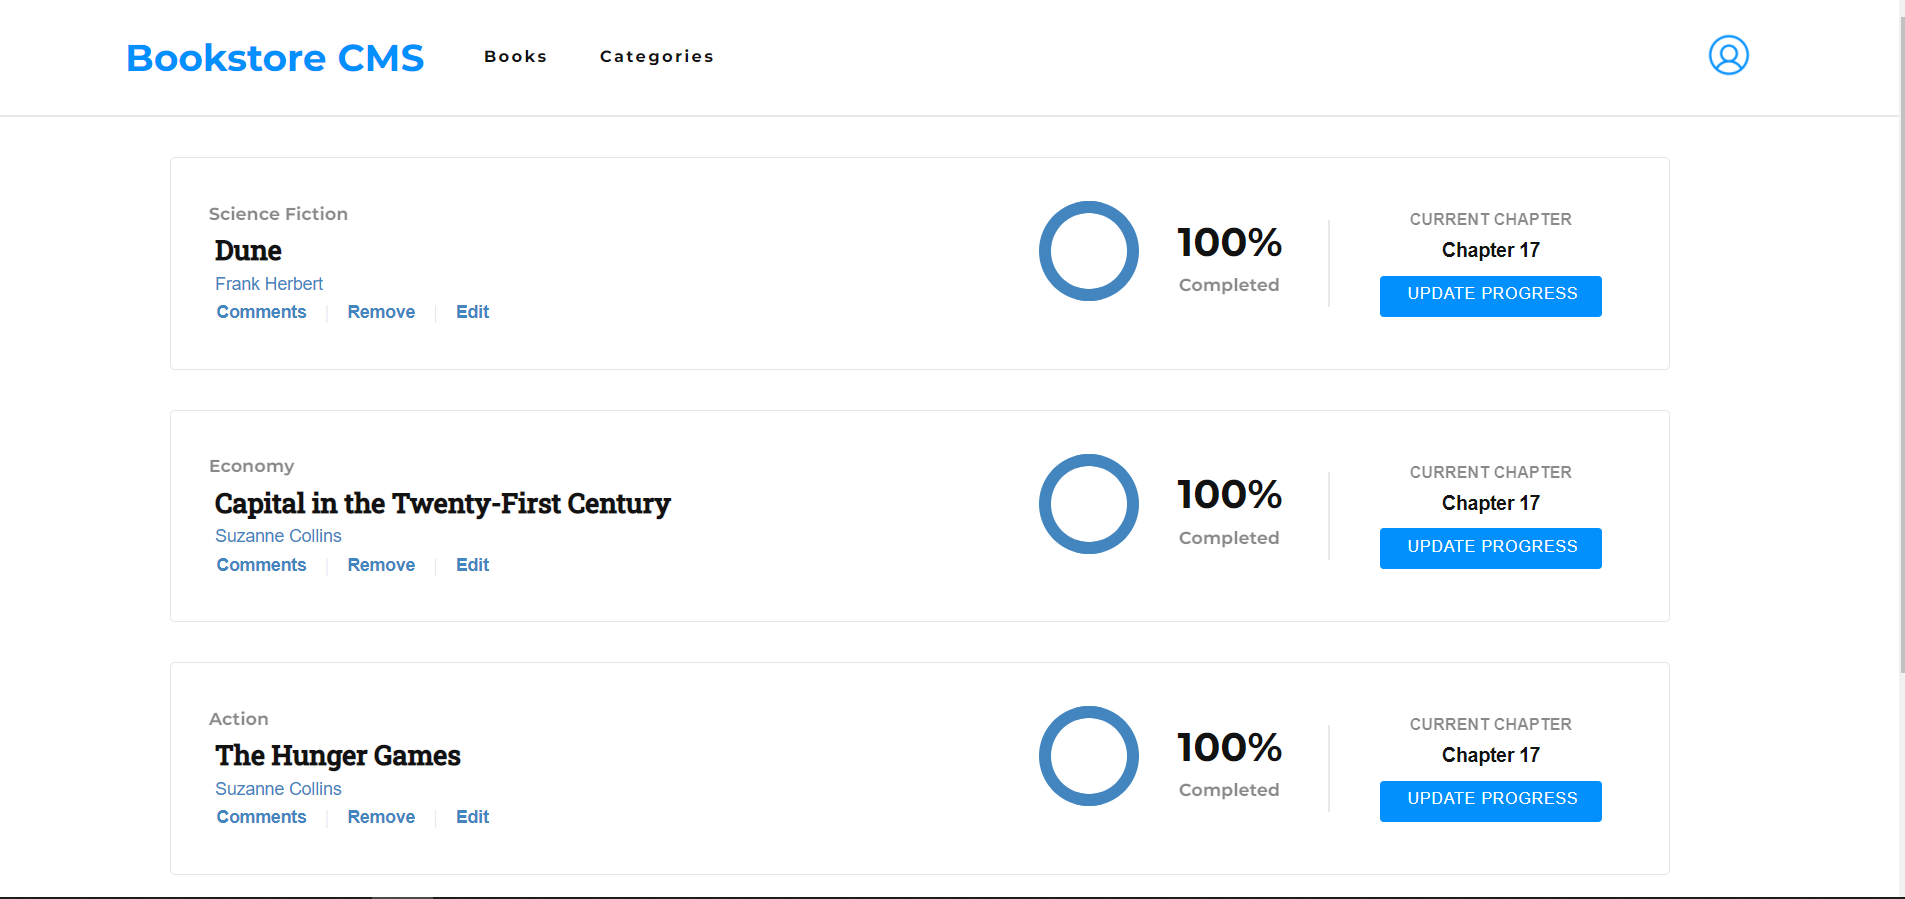 Bookstore CMS Books Categories
Science Fiction
Dune
Frank Herbert
Comments Remove Edit
100%
Completed
CURRENT CHAPTER
Chapter 17
UPDATE PROGRESS
Economy
Capital in the Twenty-First Century
Suzanne Collins
Comments Remove Edit
100%
Completed
CURRENT CHAPTER
Chapter 17
UPDATE PROGRESS
Action
The Hunger Games
Suzanne Collins
Comments Remove Edit
100%
Completed
CURRENT CHAPTER
Chapter 17
UPDATE PROGRESS